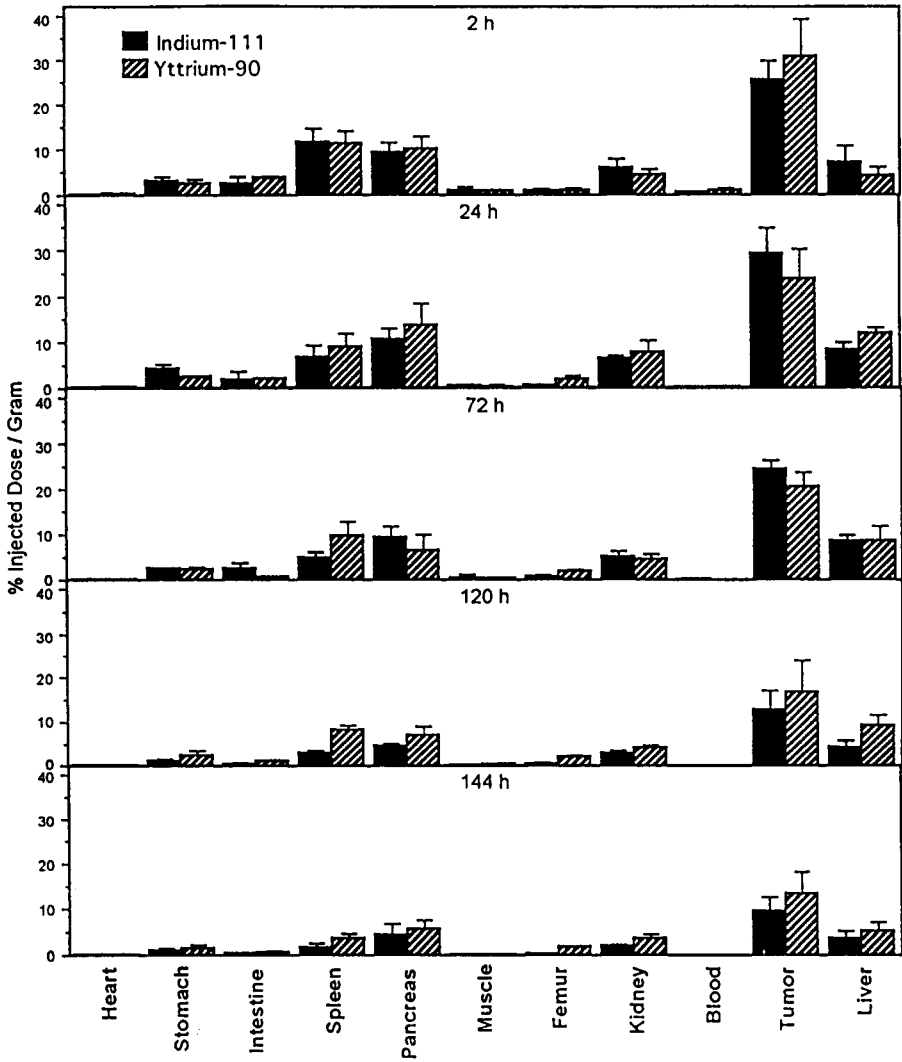 2 h
Indium-111
Yttrium-90
40
30
20
10
0
24 h
40
30
20
10
0
72 h
40
30
20
10
0
120 h
40
30
20
10
0
144 h
40
30
20
10
0
% Injected Dose / Gram
Heart
Stomach
Intestine
Spleen
Pancreas
Muscle
Femur
Kidney
Blood
Tumor
Liver